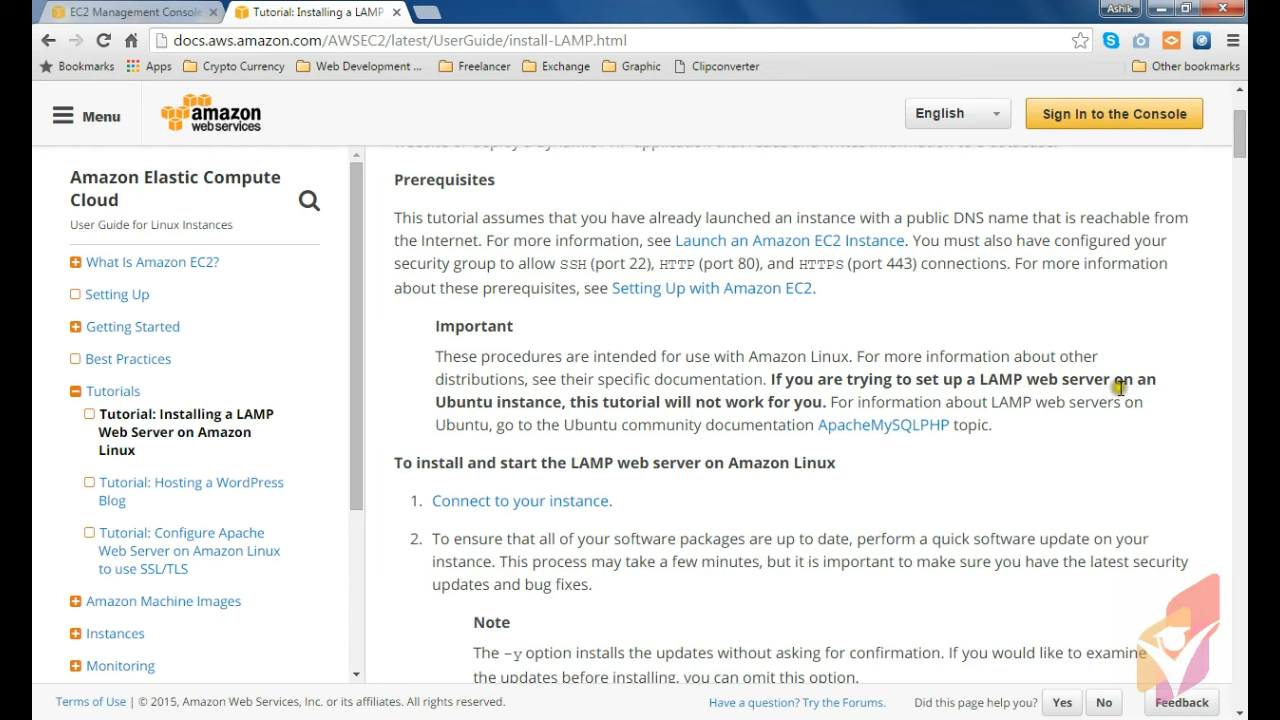 EC2 Management Console
Tutorial: Installing a LAMP
Ashik
docs.aws.amazon.com/AWSEC2/latest/UserGuide/install-LAMP.html
Bookmarks Apps Crypto Currency Web Development ... Freelancer Exchange Graphic Clipconverter Other bookmarks
Menu
amazon
webservices
English
Sign In to the Console
Amazon Elastic Compute
Cloud
User Guide for Linux Instances
What Is Amazon EC2?
Setting Up
Getting Started
Best Practices
Tutorials
Tutorial: Installing a LAMP
Web Server on Amazon
Linux
Tutorial: Hosting a WordPress
Blog
Tutorial: Configure Apache
Web Server on Amazon Linux
to use SSL/TLS
Amazon Machine Images
Instances
Monitoring
Prerequisites
This tutorial assumes that you have already launched an instance with a public DNS name that is reachable from
the Internet. For more information, see Launch an Amazon EC2 Instance. You must also have configured your
security group to allow SSH (port 22), HTTP (port 80), and HTTPS (port 443) connections. For more information
about these prerequisites, see Setting Up with Amazon EC2.
Important
These procedures are intended for use with Amazon Linux. For more information about other
distributions, see their specific documentation. If you are trying to set up a LAMP web server on an
Ubuntu instance, this tutorial will not work for you. For information about LAMP web servers on
Ubuntu, go to the Ubuntu community documentation ApacheMySQLPHP topic.
To install and start the LAMP web server on Amazon Linux
1. Connect to your instance.
2. To ensure that all of your software packages are up to date, perform a quick software update on your
instance. This process may take a few minutes, but it is important to make sure you have the latest security
updates and bug fixes.
Note
The -y option installs the updates without asking for confirmation. If you would like to examine
the updates before installing, you can omit this option.
Terms of Use | © 2015, Amazon Web Services, Inc. or its affiliates. All rights reserved.
Have a question? Try the Forums.
Did this page help you? Yes No Feedback